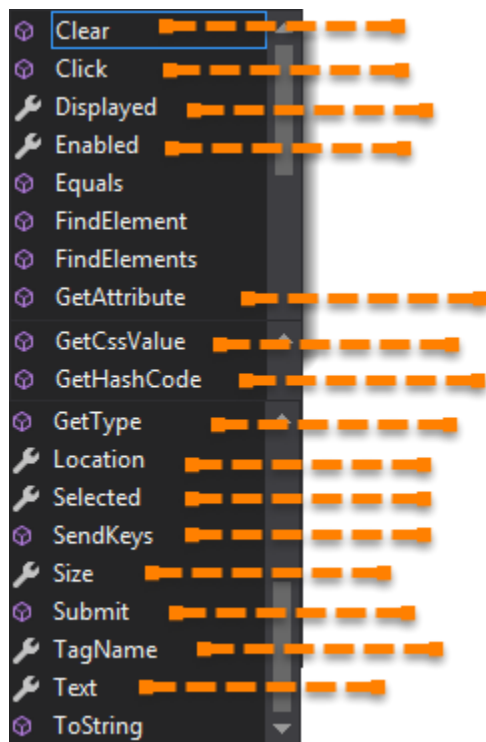 Clear
Click
Displayed
Enabled
Equals
FindElement
FindElements
GetAttribute
GetCssValue
GetHashCode
GetType
Location
Selected
SendKeys
Size
Submit
TagName
Text
ToString